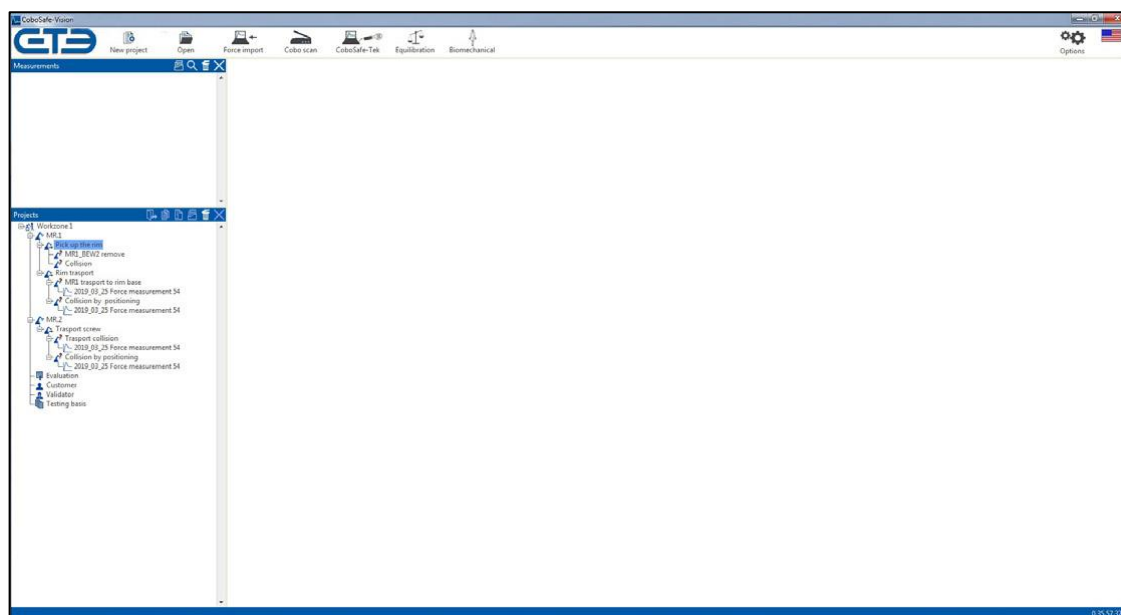 CoboSafe-Vision
GTE
New project
Open
Force import
Cobo scan
CoboSafe-Tek
Equilibration
Biomechanical
Options
Measurements
Projects
Workzone 1
MR.1
Pick up the rim
MR1_BEW2 remove
Collision
Rim trasport
MR1 trasport to rim base
2019_03_25 Force measurement 54
Collision by positioning
2019_03_25 Force measurement 54
MR.2
Trasport screw
Trasport collision
2019_03_25 Force measurement 54
Collision by positioning
2019_03_25 Force measurement 54
Evaluation
Customer
Validator
Testing basis